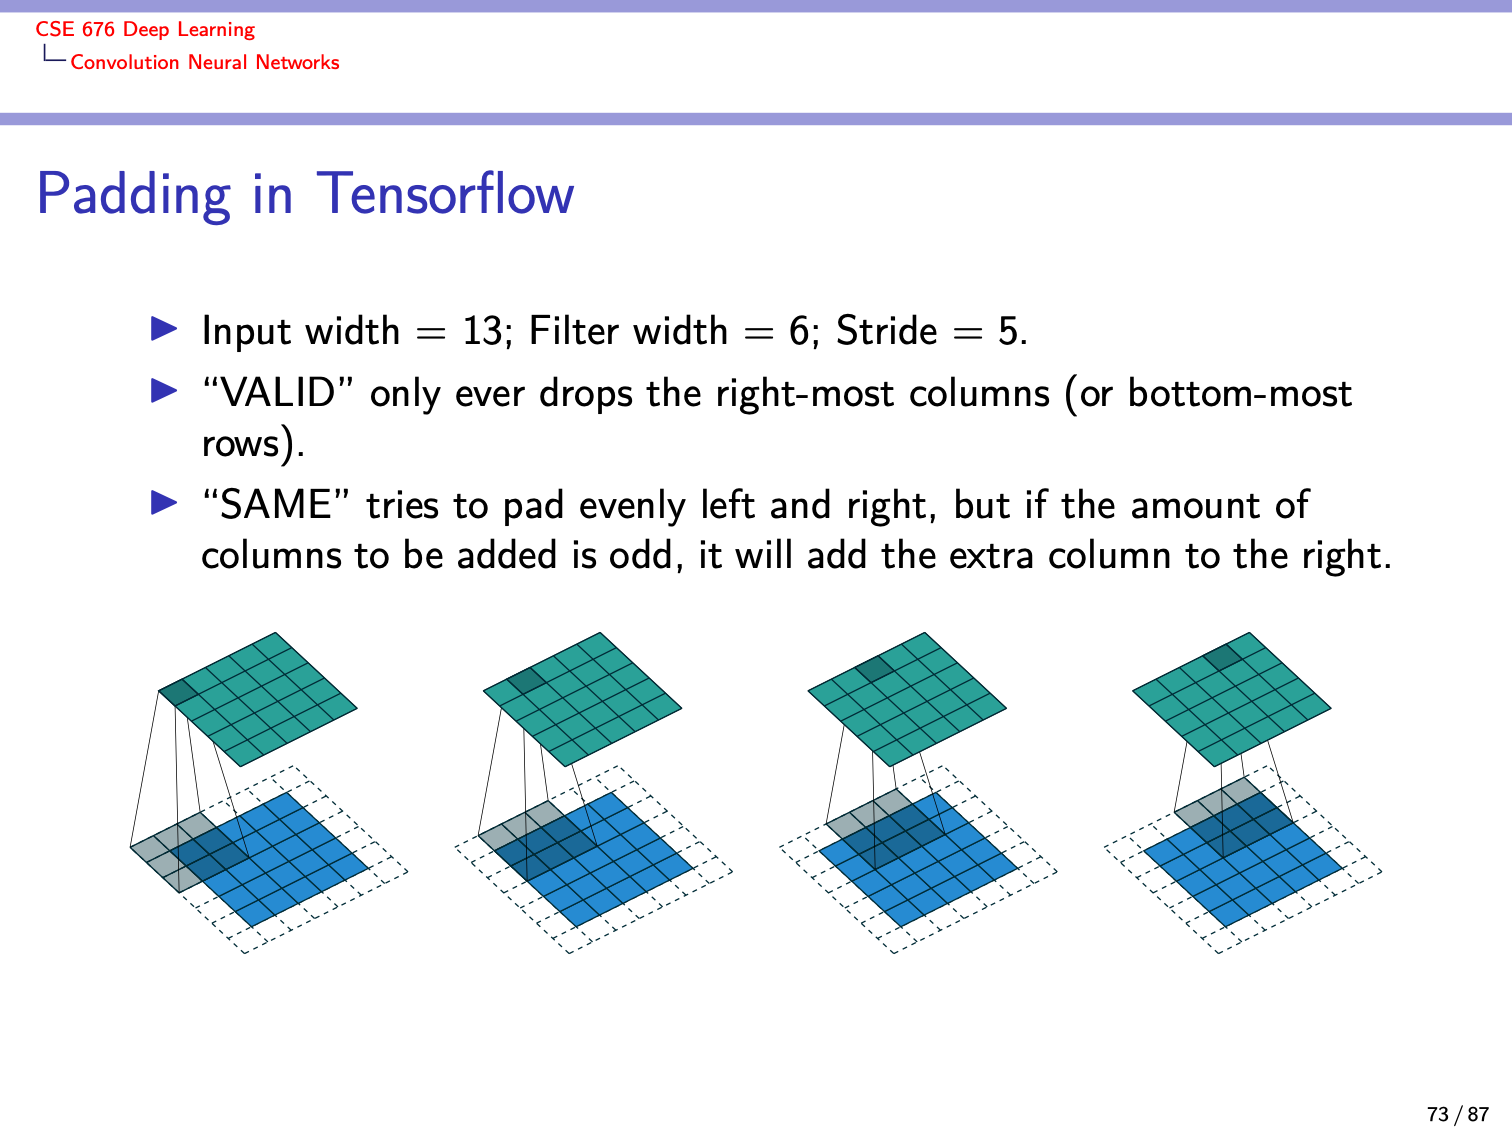 CSE 676 Deep Learning
Convolution Neural Networks
Padding in Tensorflow
Input width = 13; Filter width = 6; Stride = 5.
“VALID” only ever drops the right-most columns (or bottom-most
rows).
“SAME” tries to pad evenly left and right, but if the amount of
columns to be added is odd, it will add the extra column to the right.
73 / 87